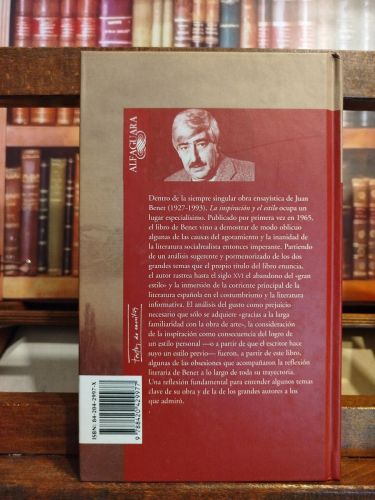 ALFAGUARA
Dentro de la siempre singular obra ensayística de Juan
Benet (1927-1993), La inspiración y el estilo ocupa un
lugar especialísimo. Publicado por primera vez en 1965,
el libro de Benet vino a demostrar de modo oblicuo
algunas de las causas del agotamiento y la inanidad de
la literatura socialrealista entonces imperante. Partiendo
de un análisis sugerente y pormenorizado de los dos
grandes temas que el propio título del libro enuncia,
el autor rastrea hasta el siglo XVI el abandono del «gran
estilo» y la inmersión de la corriente principal de la
literatura española en el costumbrismo y la literatura
informativa. El análisis del gusto como prejuicio
necesario que sólo se adquiere «gracias a la larga
familiaridad con la obra de arte», la consideración
de la inspiración como consecuencia del logro de
un estilo personal —o a partir de que el escritor hace
suyo un estilo previo— fueron, a partir de este libro,
algunas de las obsesiones que acompañaron la reflexión
literaria de Benet a lo largo de toda su trayectoria.
Una reflexión fundamental para entender algunos temas
clave de su obra y de la de los grandes autores a los
que admiró.
Textos de escritor
ISBN: 84-204-2997-X
9 788420 429977